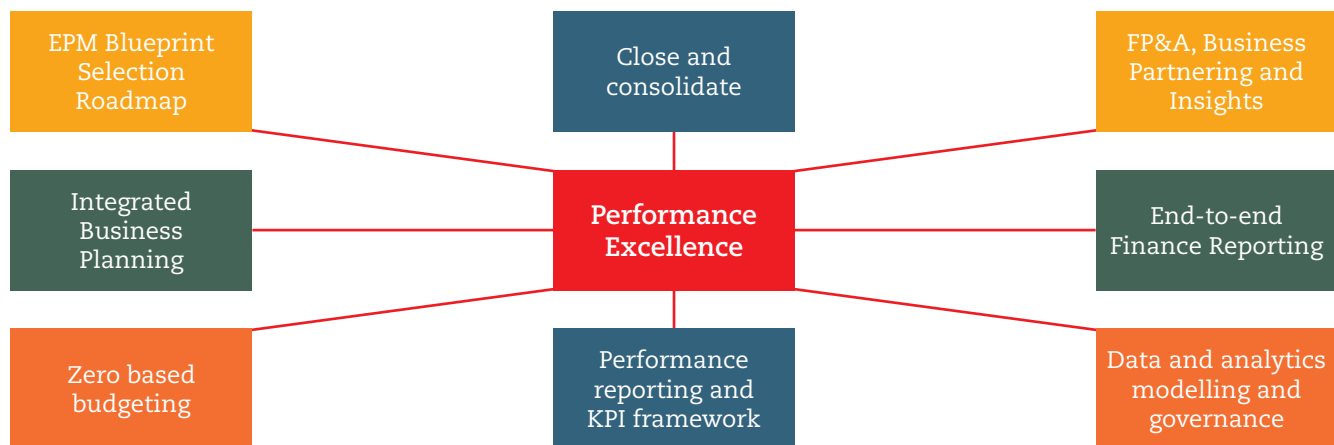 EPM Blueprint
Selection
Roadmap
Close and
consolidate
FP&A, Business
Partnering and
Insights
Integrated
Business
Planning
Performance
Excellence
End-to-end
Finance Reporting
Zero based
budgeting
Performance
reporting and
KPI framework
Data and analytics
modelling and
governance